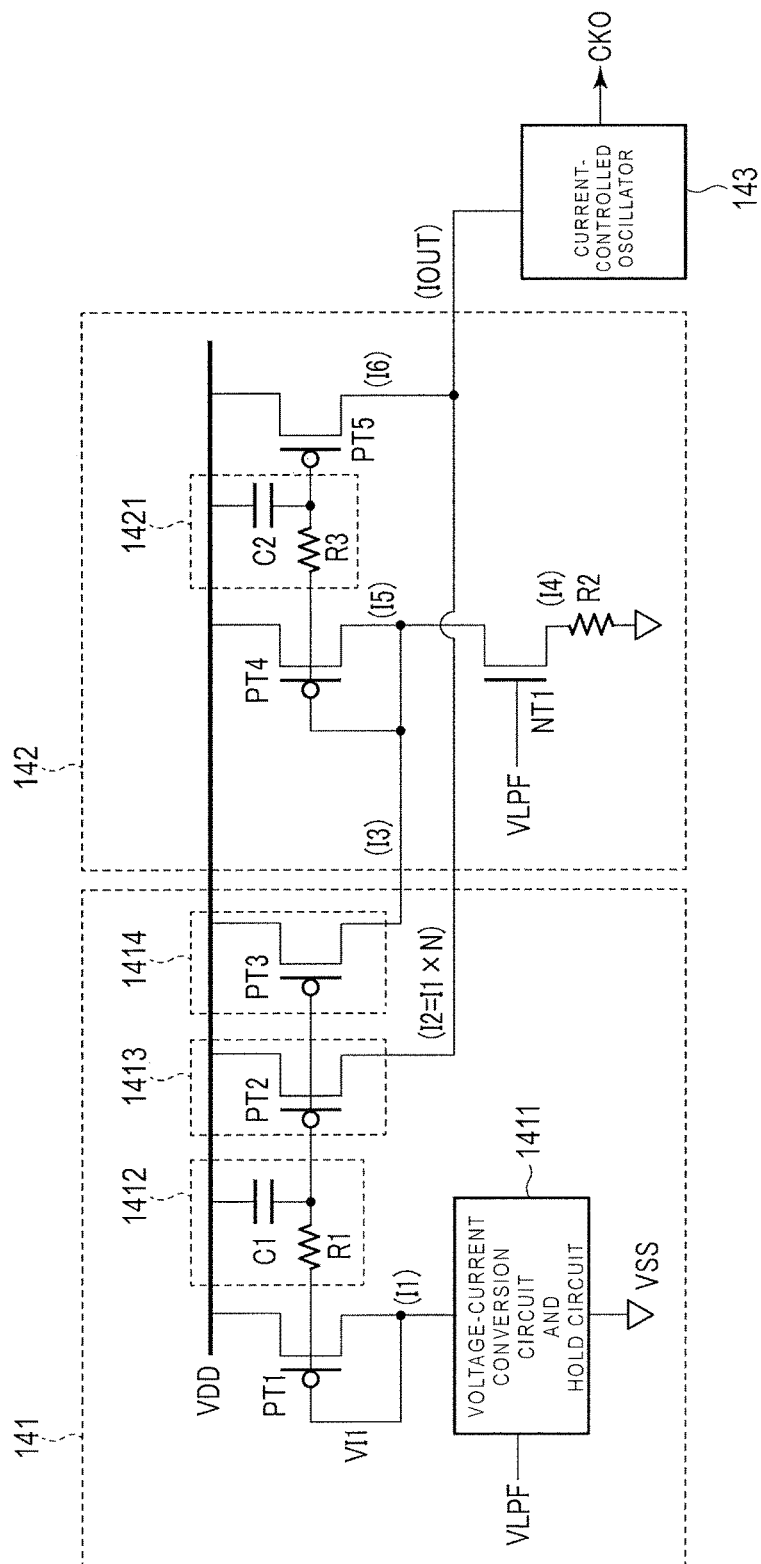 141
142
1412
1413
1414
1421
VDD
C1
C2
PT1
R1
PT2
PT3
PT4
R3
PT5
VI1
(I1)
(I2=I1×N)
(I3)
(I5)
(I6)
(IOUT)
VLPF
VOLTAGE-CURRENT
CONVERSION
CIRCUIT
AND
HOLD CIRCUIT
1411
VSS
VLPF
NT1
(I4)
R2
CURRENT-
CONTROLLED
OSCILLATOR
143
CKO